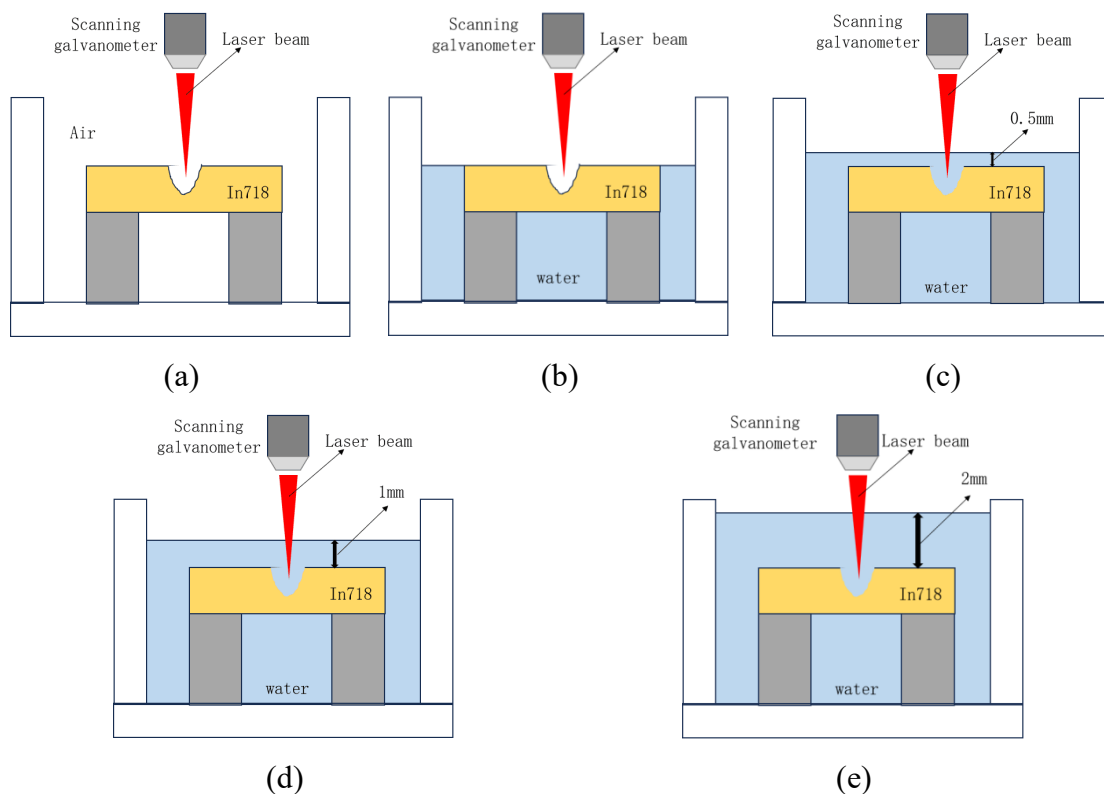 Scanning
galvanometer
Laser beam
Air
In718
(a)
Scanning
galvanometer
Laser beam
In718
water
(b)
Scanning
galvanometer
Laser beam
0.5mm
In718
water
(c)
Scanning
galvanometer
Laser beam
1mm
In718
water
(d)
Scanning
galvanometer
Laser beam
2mm
In718
water
(e)